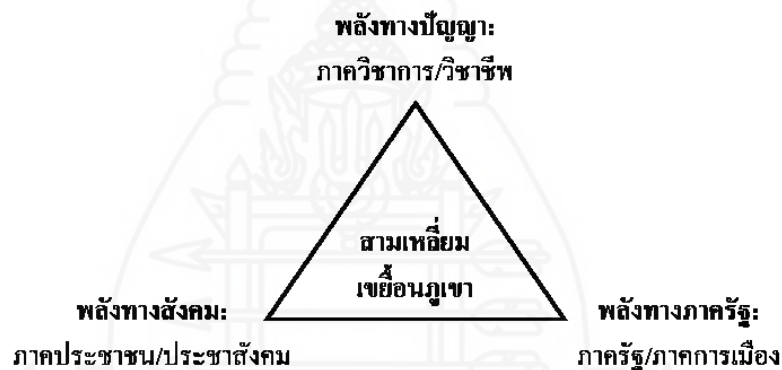 พลังทางปัญญา:
ภาควิชาการ/วิชาชีพ
สามเหลี่ยม
เขยื้อนภูเขา
พลังทางสังคม:
ภาคประชาชน/ประชาสังคม
พลังทางภาครัฐ:
ภาครัฐ/ภาคการเมือง